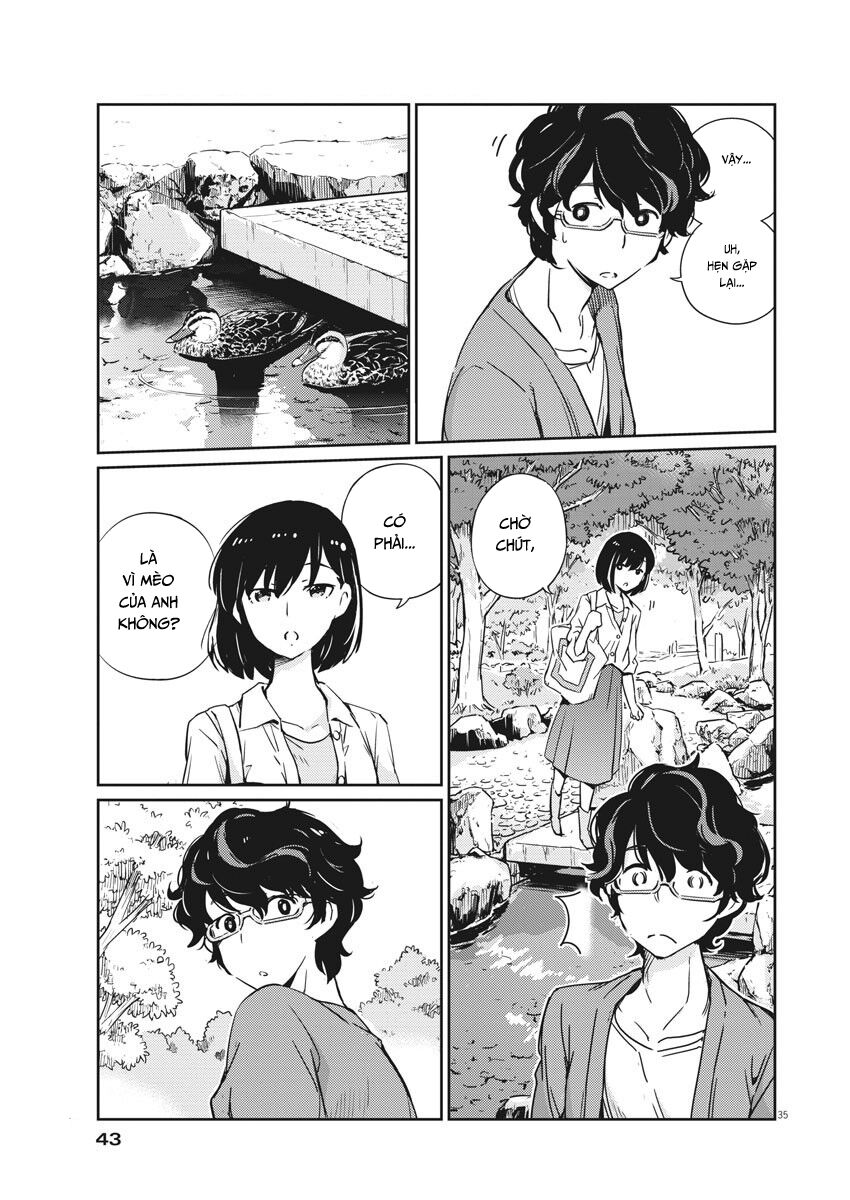 VẬY...
UH,
HẸN GẶP
LẠI...
CHỜ
CHÚT,
CÓ
PHẢI...
LÀ
VÌ MÈO
CỦA ANH
KHÔNG?
35
43